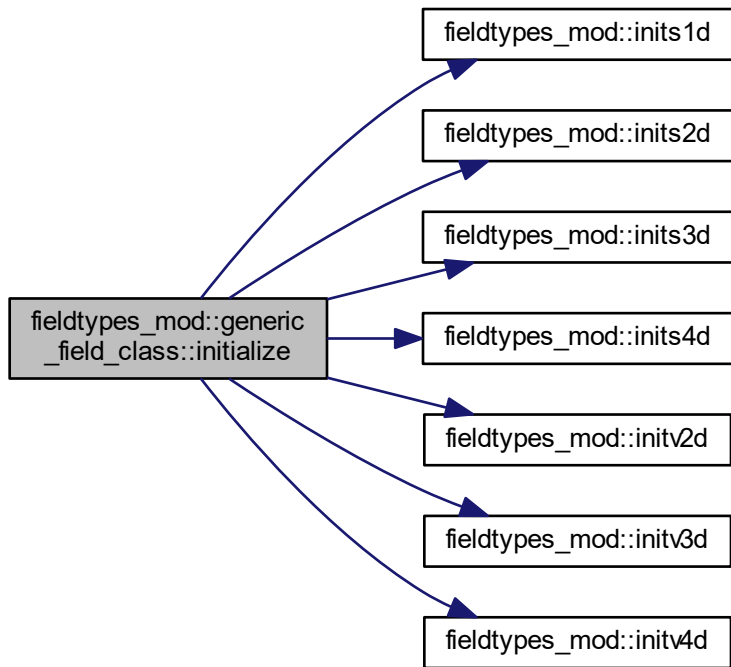 fieldtypes_mod::inits1d
fieldtypes_mod::inits2d
fieldtypes_mod::inits3d
fieldtypes_mod::generic
_field_class::initialize
fieldtypes_mod::inits4d
fieldtypes_mod::initv2d
fieldtypes_mod::initv3d
fieldtypes_mod::initv4d